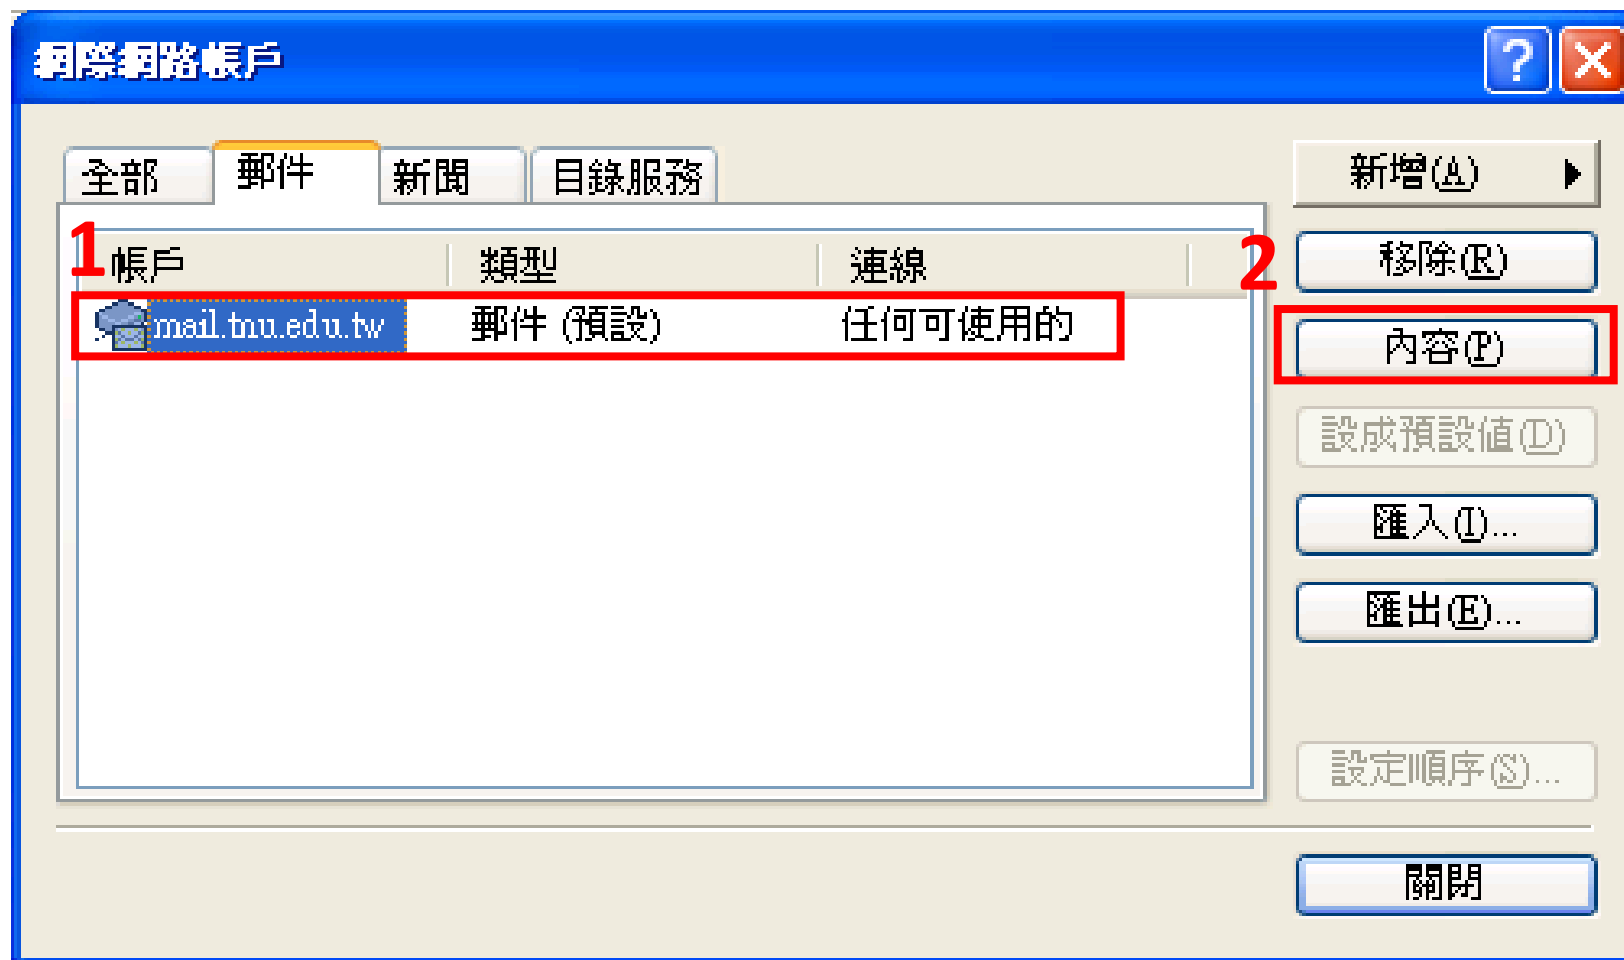 網際網路帳戶
全部 郵件 新聞 目錄服務
新增(A)
1
帳戶 類型 連線
2
移除(R)
mail.tnu.edu.tw 郵件 (預設) 任何可使用的
內容(P)
設成預設值(D)
匯入(I)...
匯出(E)...
設定順序(S)...
關閉